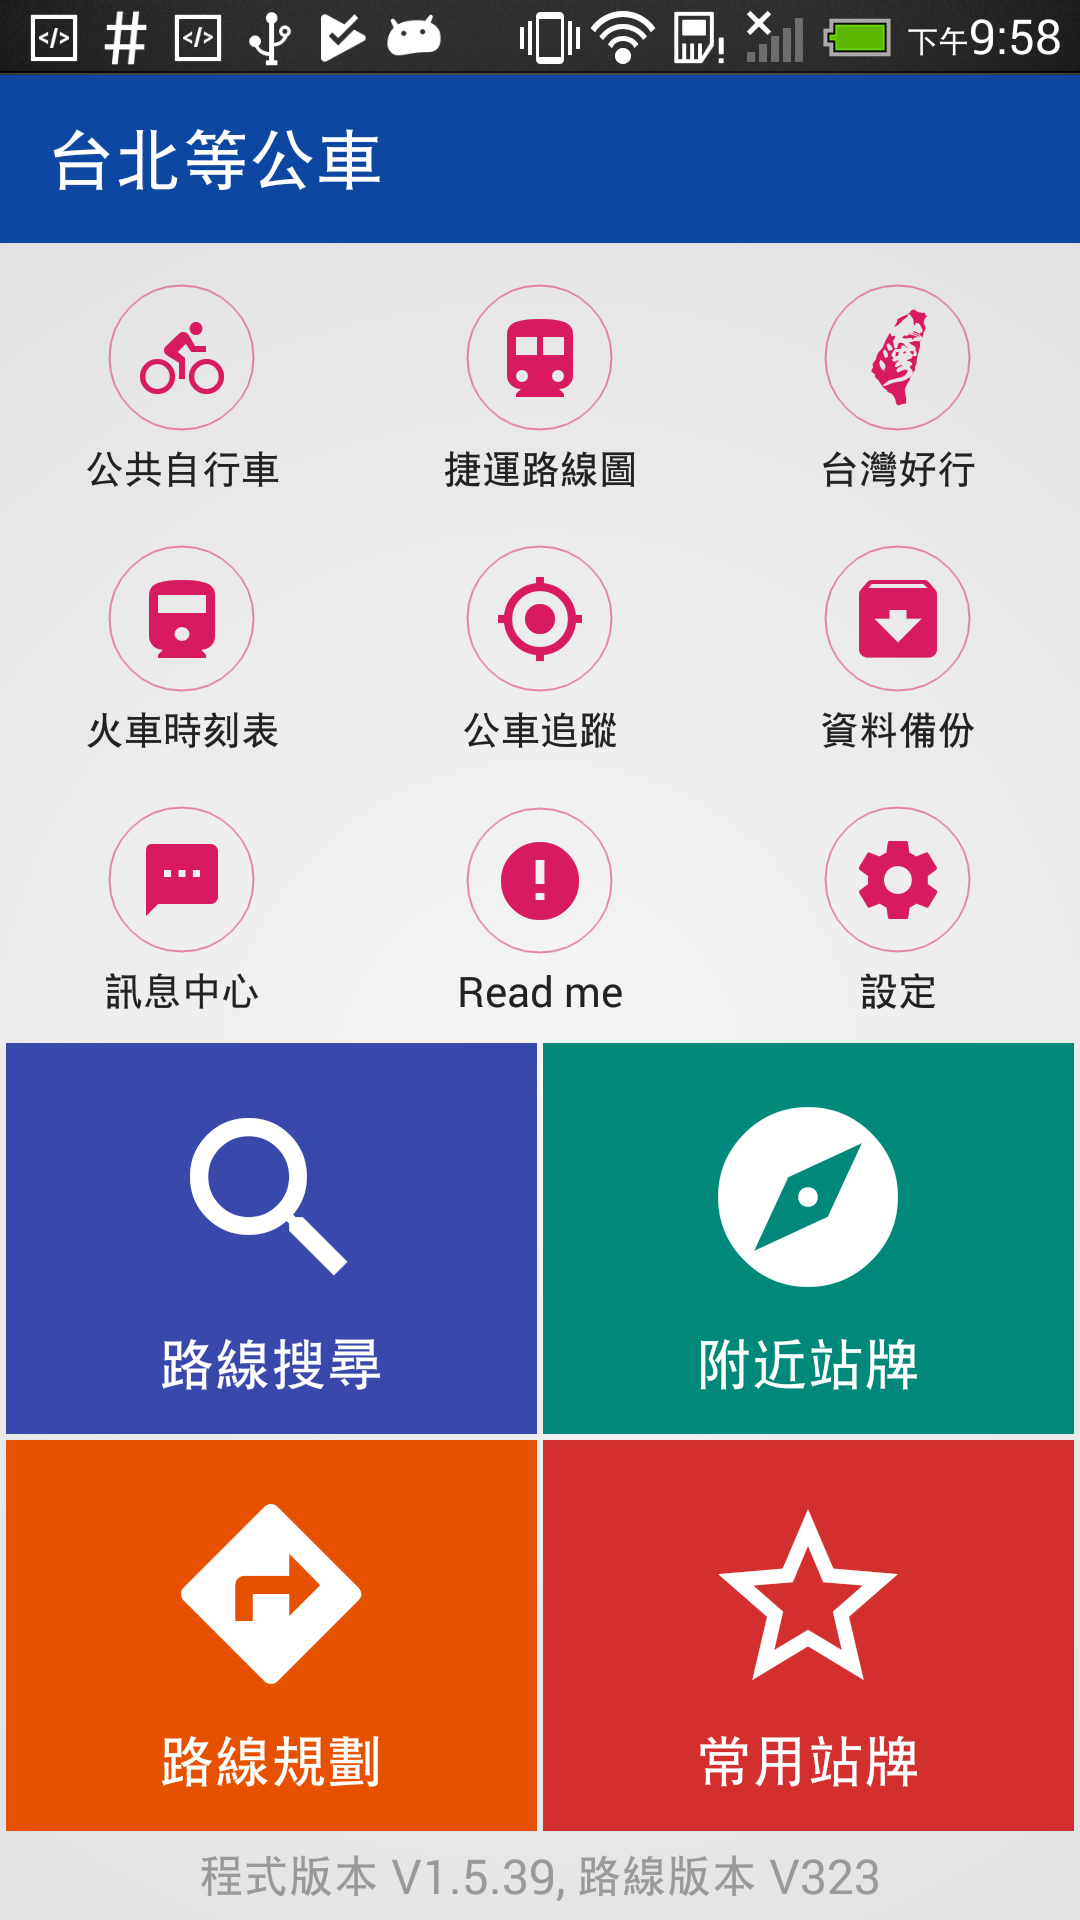 下午9:58
台北等公車
公共自行車 捷運路線圖 台灣好行
火車時刻表 公車追蹤 資料備份
訊息中心 Read me 設定
路線搜尋 附近站牌
路線規劃 常用站牌
程式版本 V1.5.39, 路線版本 V323